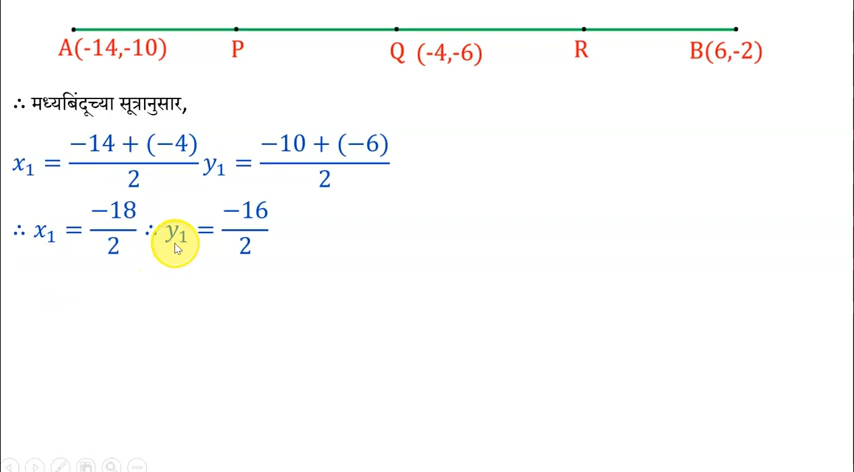 A(-14,-10) P Q (-4,-6) R B(6,-2)
∴ मध्यबिंदूच्या सूत्रानुसार,
x₁ = (−14 + (−4))/2 y₁ = (−10 + (−6))/2
∴ x₁ = −18/2 ∴ y₁ = −16/2